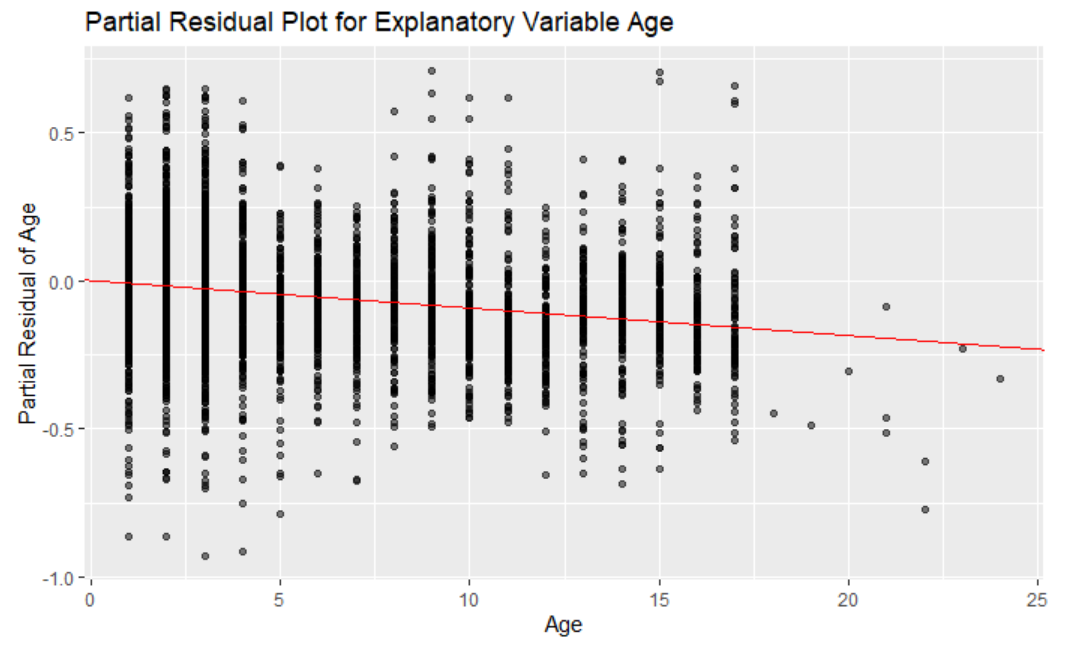 Partial Residual Plot for Explanatory Variable Age
Partial Residual of Age
0.5
0.0
-0.5
-1.0
0 5 10 15 20 25
Age